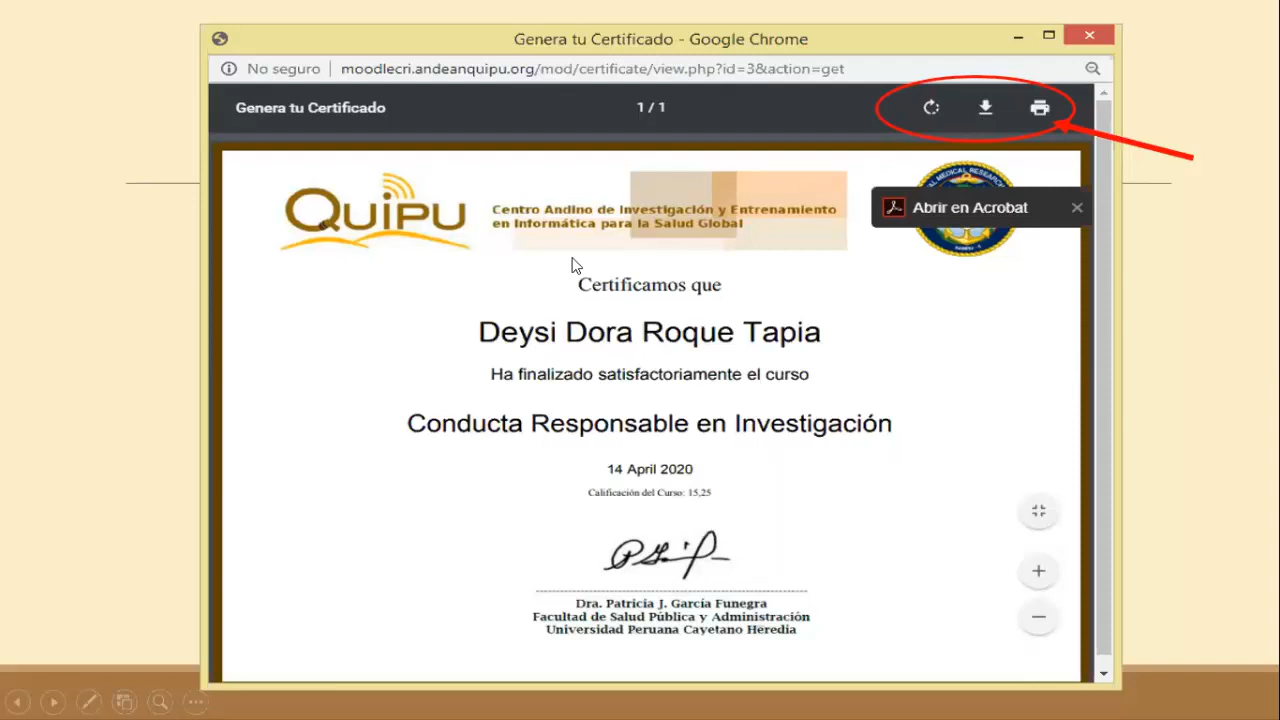 Genera tu Certificado - Google Chrome
No seguro | moodlecri.andeanquipu.org/mod/certificate/view.php?id=3&action=get
Genera tu Certificado
1 / 1
QUIPU
Centro Andino de Investigación y Entrenamiento
en Informática para la Salud Global
MEDICAL RESEARCH
Abrir en Acrobat
Certificamos que
Deysi Dora Roque Tapia
Ha finalizado satisfactoriamente el curso
Conducta Responsable en Investigación
14 April 2020
Calificación del Curso: 15,25
Dra. Patricia J. García Funegra
Facultad de Salud Pública y Administración
Universidad Peruana Cayetano Heredia